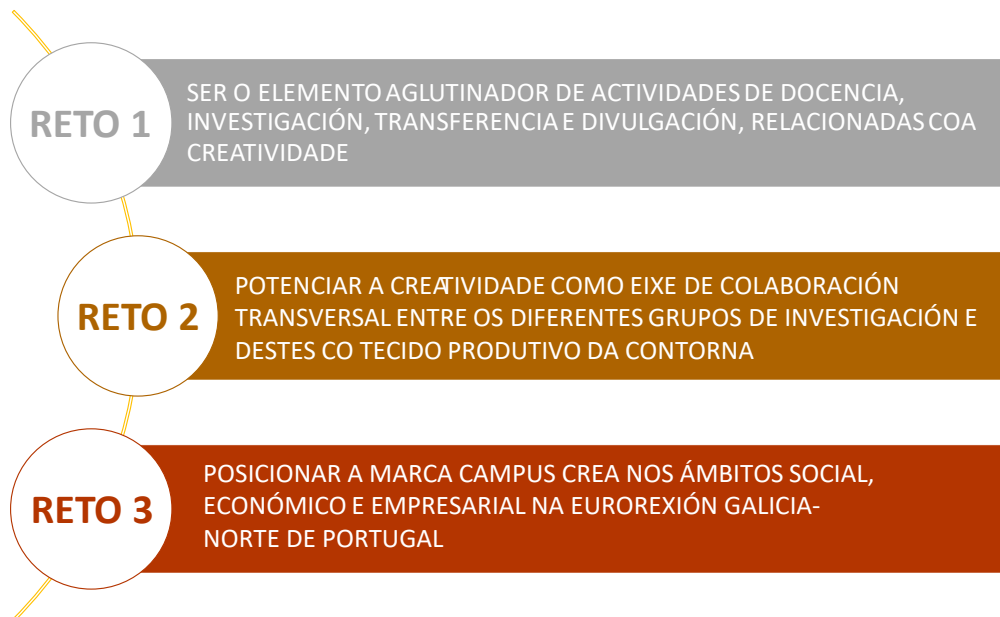 RETO 1
SER O ELEMENTO AGLUTINADOR DE ACTIVIDADES DE DOCENCIA,
INVESTIGACIÓN, TRANSFERENCIA E DIVULGACIÓN, RELACIONADAS COA
CREATIVIDADE
RETO 2
POTENCIAR A CREATIVIDADE COMO EIXE DE COLABORACIÓN
TRANSVERSAL ENTRE OS DIFERENTES GRUPOS DE INVESTIGACIÓN E
DESTES CO TECIDO PRODUTIVO DA CONTORNA
RETO 3
POSICIONAR A MARCA CAMPUS CREA NOS ÁMBITOS SOCIAL,
ECONÓMICO E EMPRESARIAL NA EUROREXIÓN GALICIA-
NORTE DE PORTUGAL